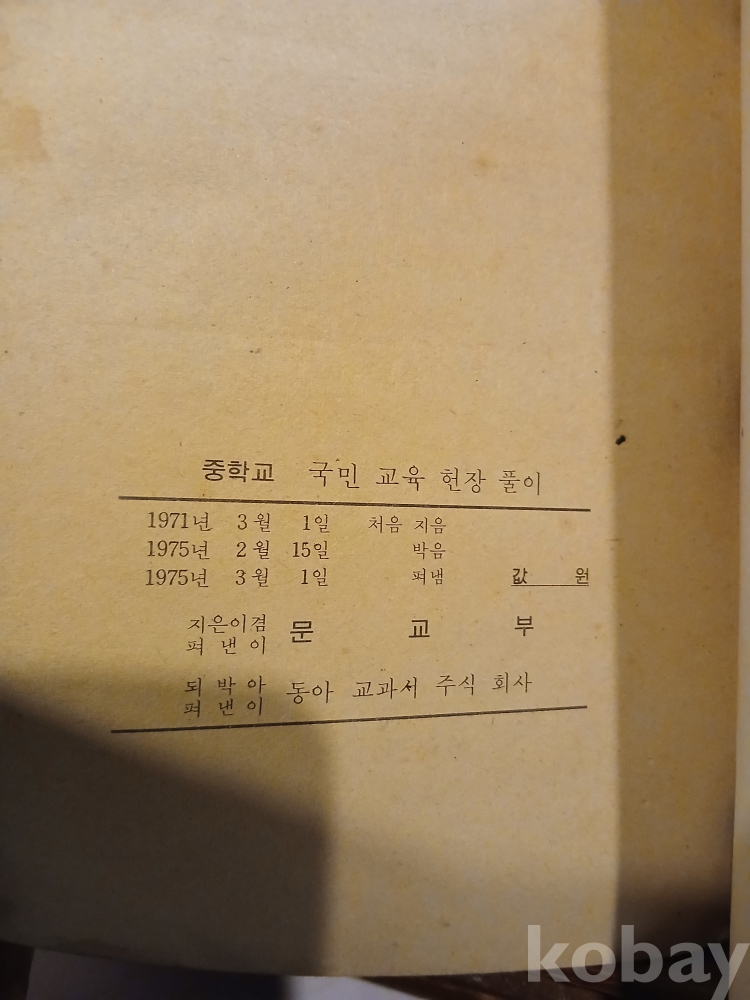 중학교 국민 교육 헌장 풀이
1971년 3월 1일 처음 지음
1975년 2월 15일 박음
1975년 3월 1일 펴냄 값 원
지은이겸
펴 낸 이 문 교 부
되 박 아
펴 낸 이 동아 교과서 주식 회사
kobay